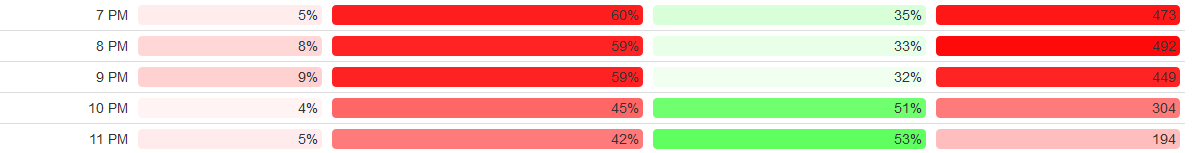 7 PM 5% 60% 35% 473
8 PM 8% 59% 33% 492
9 PM 9% 59% 32% 449
10 PM 4% 45% 51% 304
11 PM 5% 42% 53% 194